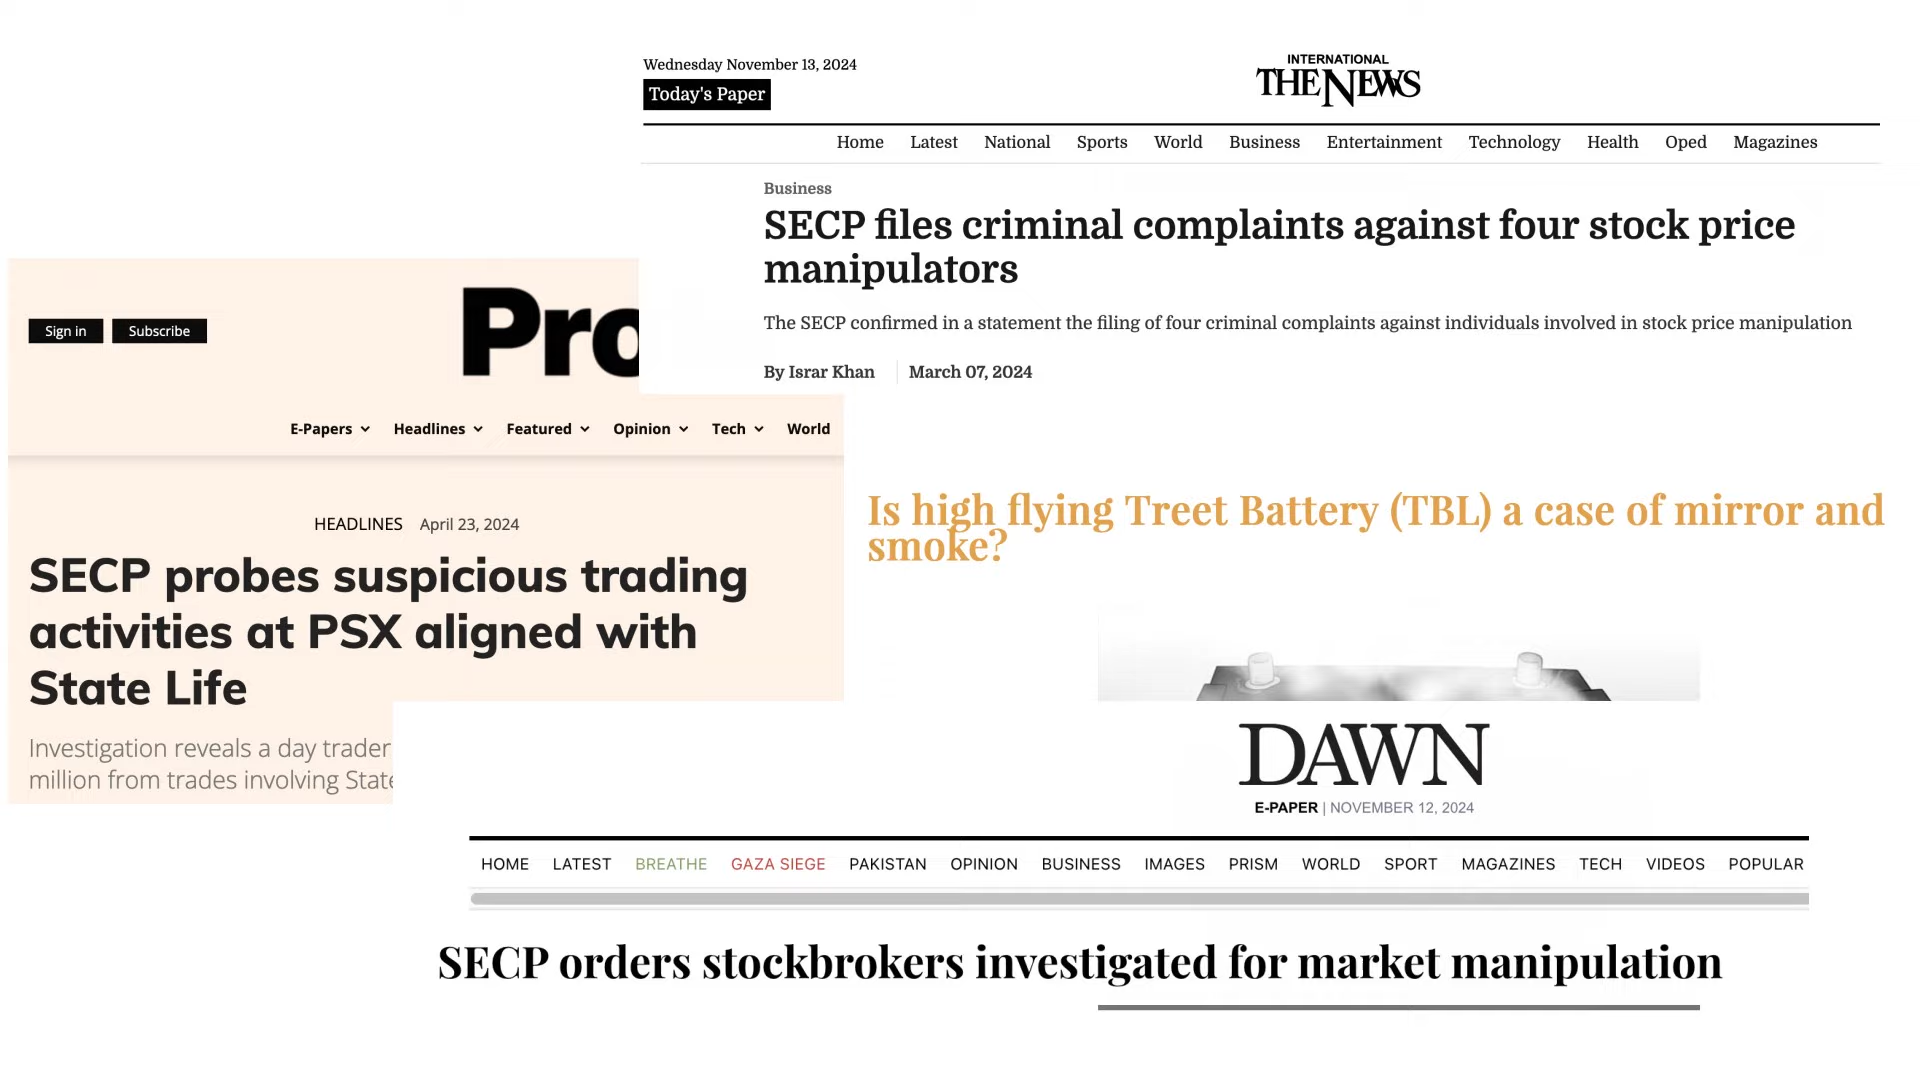 Wednesday November 13, 2024
Today's Paper
INTERNATIONAL
THE NEWS
Home Latest National Sports World Business Entertainment Technology Health Oped Magazines
Business
SECP files criminal complaints against four stock price
manipulators
The SECP confirmed in a statement the filing of four criminal complaints against individuals involved in stock price manipulation
By Israr Khan March 07, 2024
Sign in Subscribe
Pro
E-Papers Headlines Featured Opinion Tech World
HEADLINES April 23, 2024
SECP probes suspicious trading
activities at PSX aligned with
State Life
Investigation reveals a day trader
million from trades involving State
Is high flying Treet Battery (TBL) a case of mirror and
smoke?
DAWN
E-PAPER | NOVEMBER 12, 2024
HOME LATEST BREATHE GAZA SIEGE PAKISTAN OPINION BUSINESS IMAGES PRISM WORLD SPORT MAGAZINES TECH VIDEOS POPULAR
SECP orders stockbrokers investigated for market manipulation